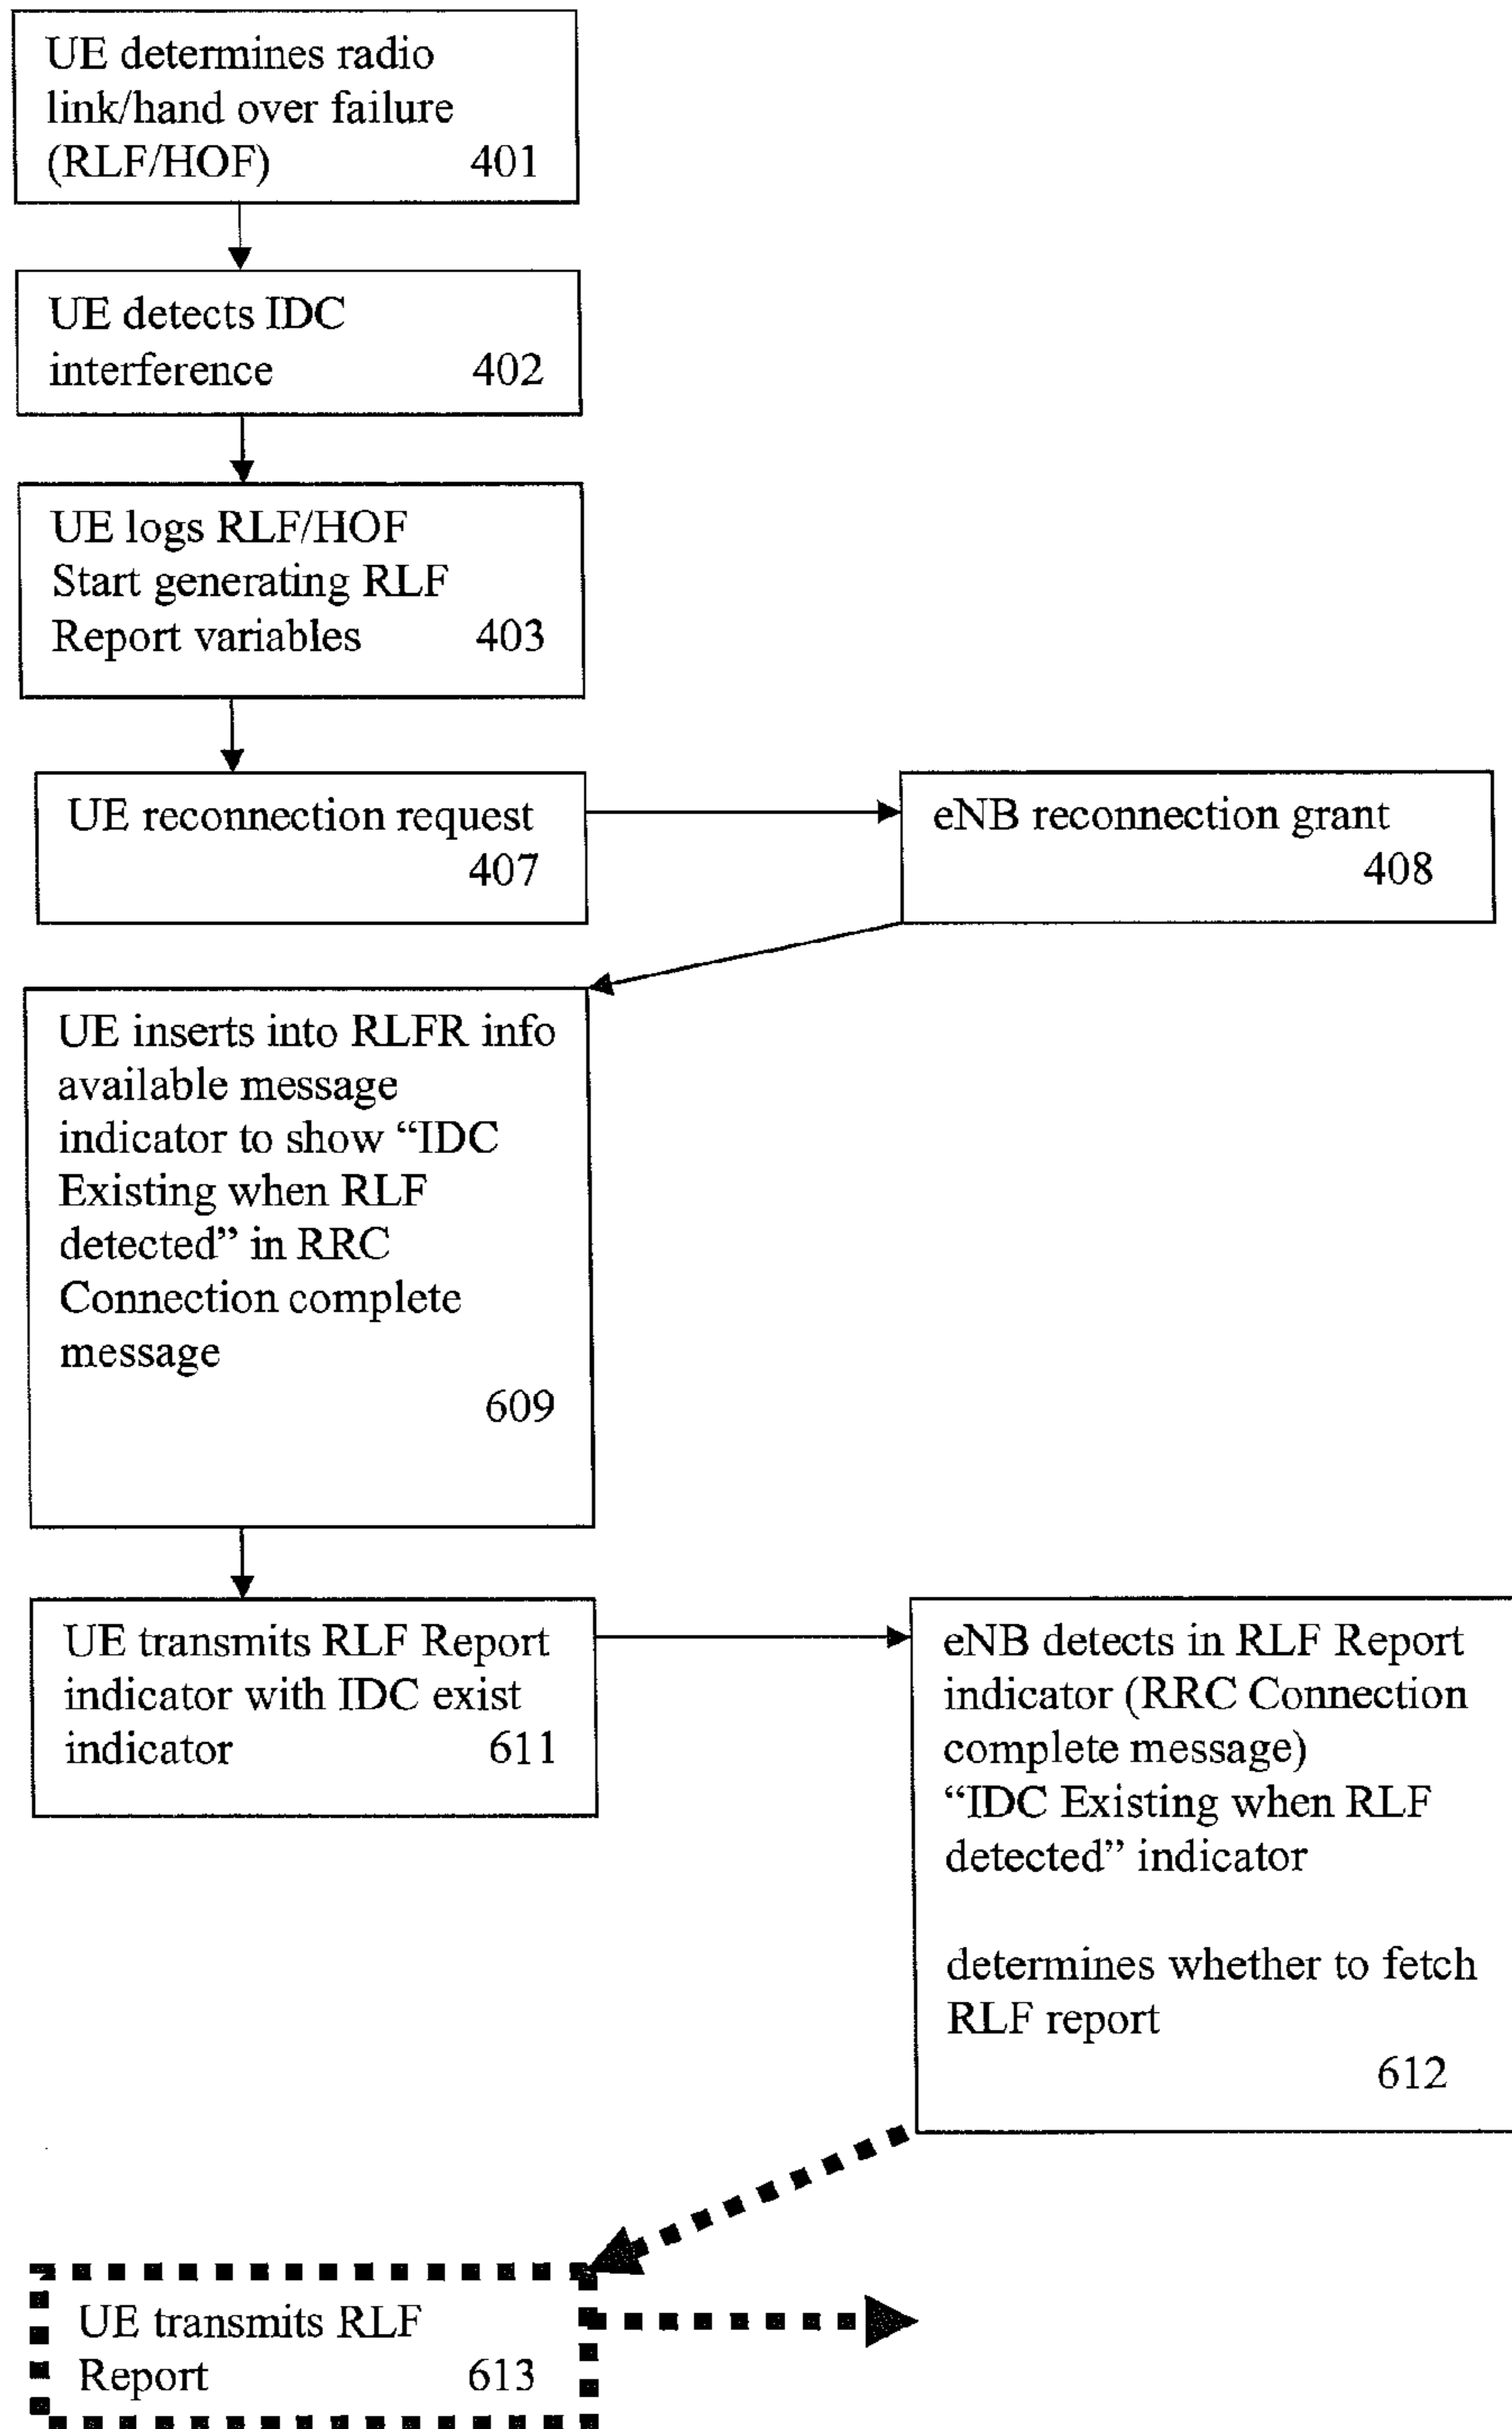 UE determines radio
link/hand over failure
(RLF/HOF) 401
UE detects IDC
interference 402
UE logs RLF/HOF
Start generating RLF
Report variables 403
UE reconnection request
407
eNB reconnection grant
408
UE inserts into RLFR info
available message
indicator to show “IDC
Existing when RLF
detected” in RRC
Connection complete
message
609
UE transmits RLF Report
indicator with IDC exist
indicator 611
eNB detects in RLF Report
indicator (RRC Connection
complete message)
“IDC Existing when RLF
detected” indicator
determines whether to fetch
RLF report
612
UE transmits RLF
Report 613